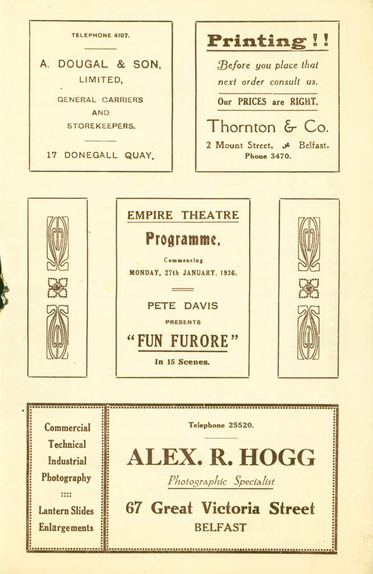 TELEPHONE 4197.
A. DOUGAL & SON,
LIMITED,
GENERAL CARRIERS
AND
STOREKEEPERS.
17 DONEGALL QUAY.
Printing!!
Before you place that
next order consult us.
Our PRICES are RIGHT.
Thornton & Co.
2 Mount Street, Belfast.
Phone 3470.
EMPIRE THEATRE
Programme,
Commencing
MONDAY, 27th JANUARY. 1936.
PETE DAVIS
PRESENTS
"FUN FURORE"
In 15 Scenes.
Commercial
Technical
Industrial
Photography
::::
Lantern Slides
Enlargements
Telephone 25520.
ALEX. R. HOGG
Photographic Specialist
67 Great Victoria Street
BELFAST